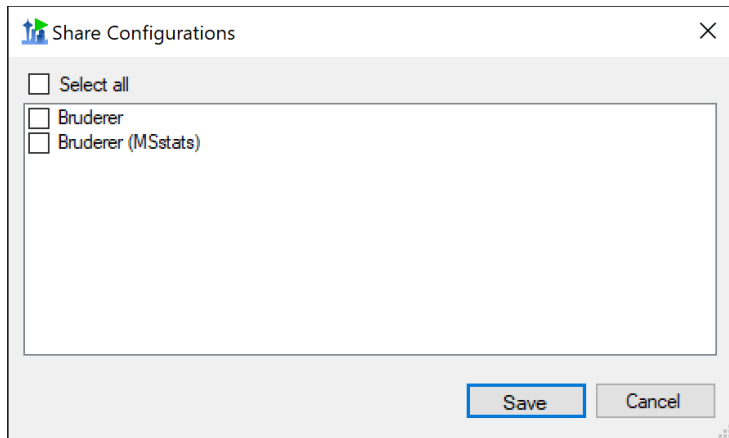 Share Configurations
Select all
Bruderer
Bruderer (MSstats)
Save
Cancel